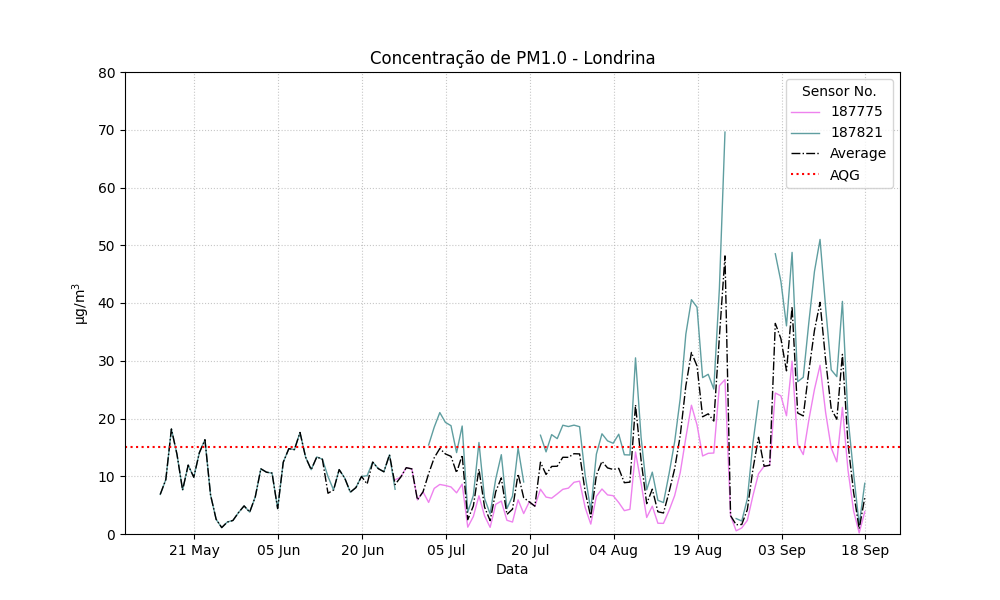 Concentração de PM1.0 - Londrina
80
70
60
50
40
30
20
10
0
µg/m³
Sensor No.
187775
187821
Average
AQG
21 May
05 Jun
20 Jun
05 Jul
20 Jul
04 Aug
19 Aug
03 Sep
18 Sep
Data